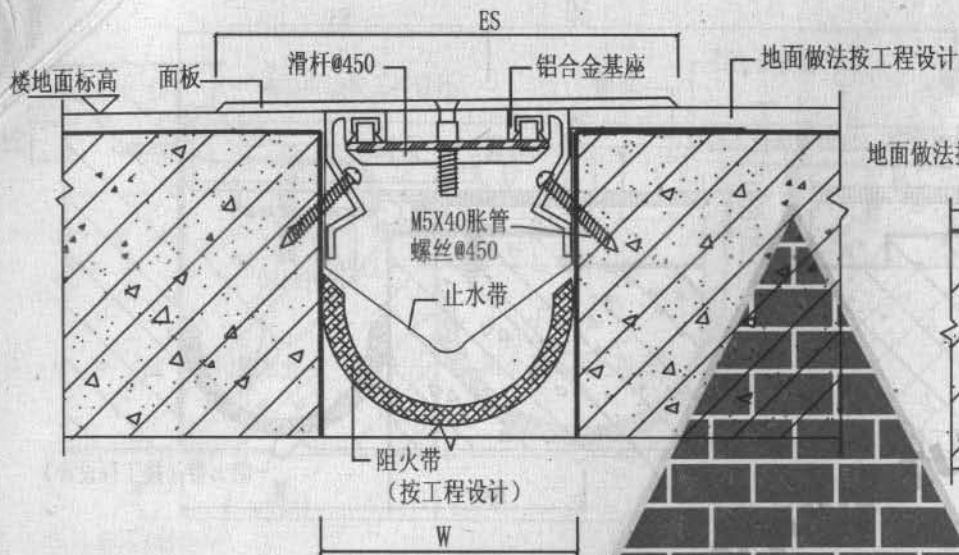 ES
滑杆@450
铝合金基座
地面做法按工程设计
楼地面标高
面板
地面做法按
M5X40胀管
螺丝@450
止水带
阻火带
(按工程设计)
W